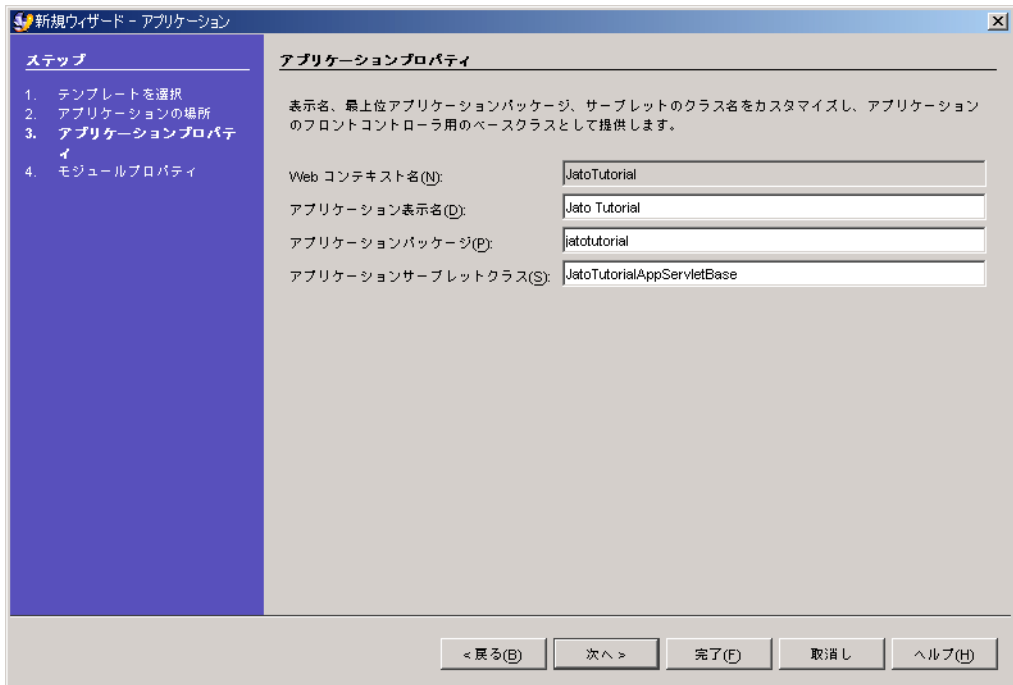 新規ウィザード - アプリケーション
ステップ
1. テンプレートを選択
2. アプリケーションの場所
3. アプリケーションプロパテ
ィ
4. モジュールプロパティ
アプリケーションプロパティ
表示名、最上位アプリケーションパッケージ、サーブレットのクラス名をカスタマイズし、アプリケーション
のフロントコントローラ用のベースクラスとして提供します。
Web コンテキスト名(N): JatoTutorial
アプリケーション表示名(D): Jato Tutorial
アプリケーションパッケージ(P): jatotutorial
アプリケーションサーブレットクラス(S): JatoTutorialAppServletBase
< 戻る(B) 次へ > 完了(F) 取消し ヘルプ(H)